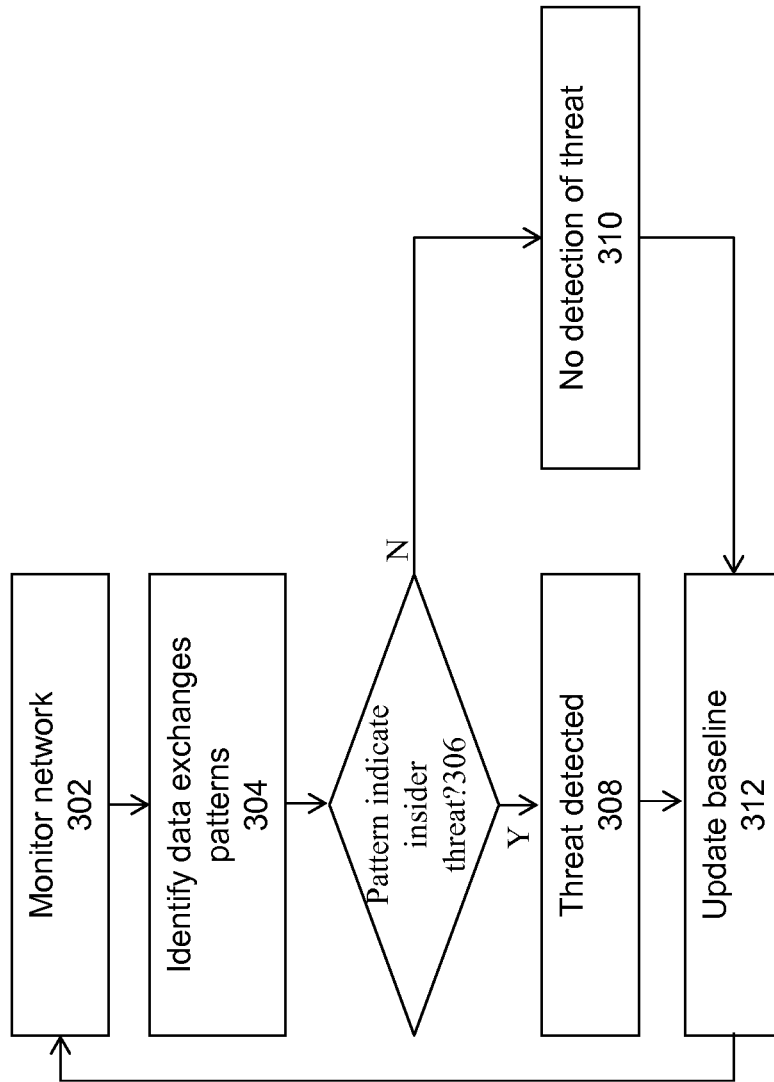 Monitor network
302
Identify data exchanges
patterns
304
Pattern indicate
insider
threat?306
N
Y
Threat detected
308
No detection of threat
310
Update baseline
312